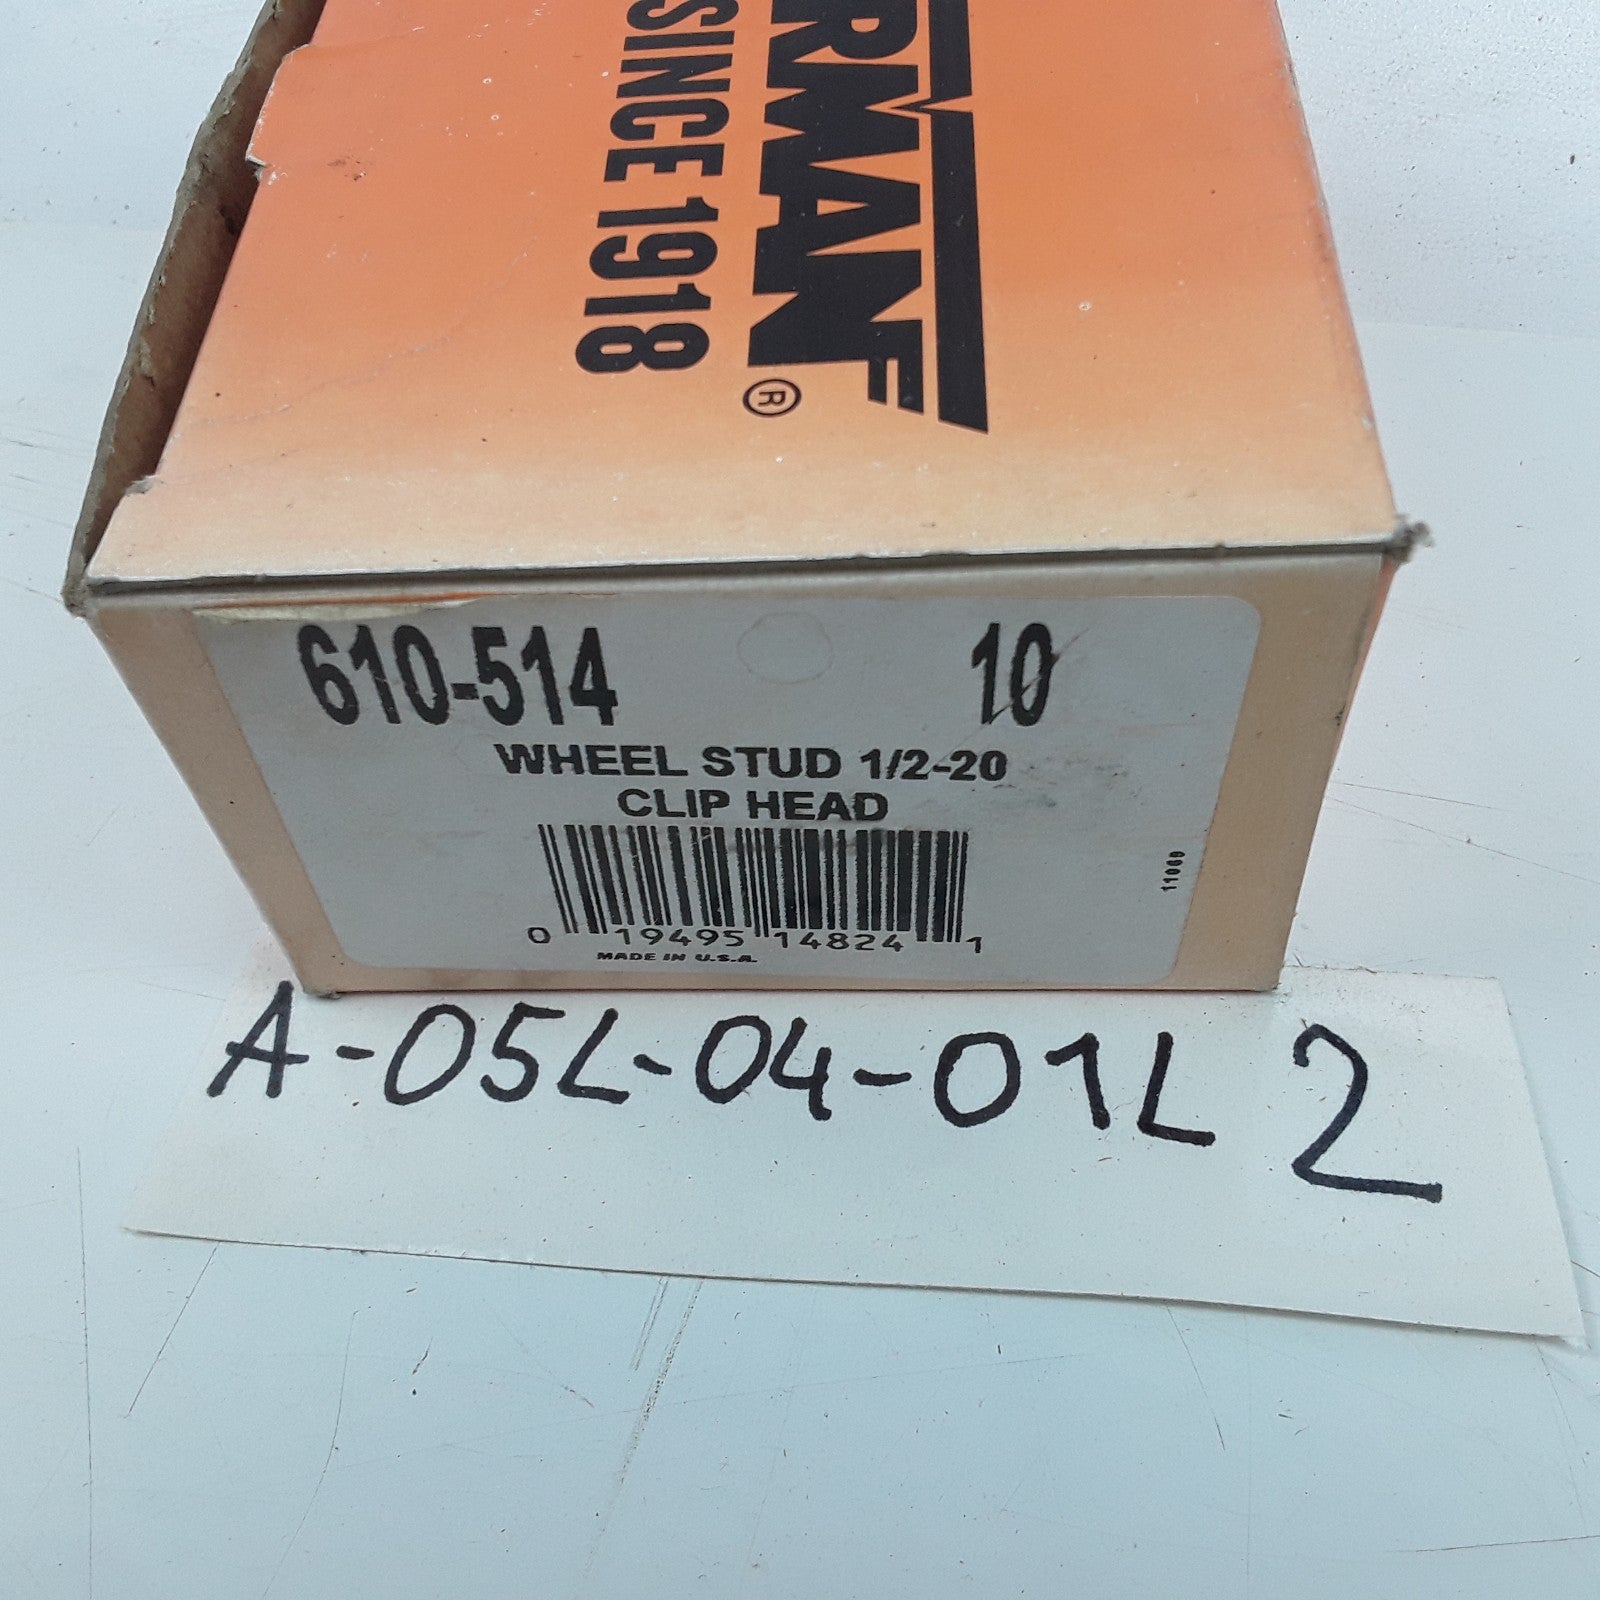 RMAN®
SINCE 1918
610-514 10
WHEEL STUD 1/2-20
CLIP HEAD
0 19495 14824 1
MADE IN U.S.A.
A-05L-04-01L 2